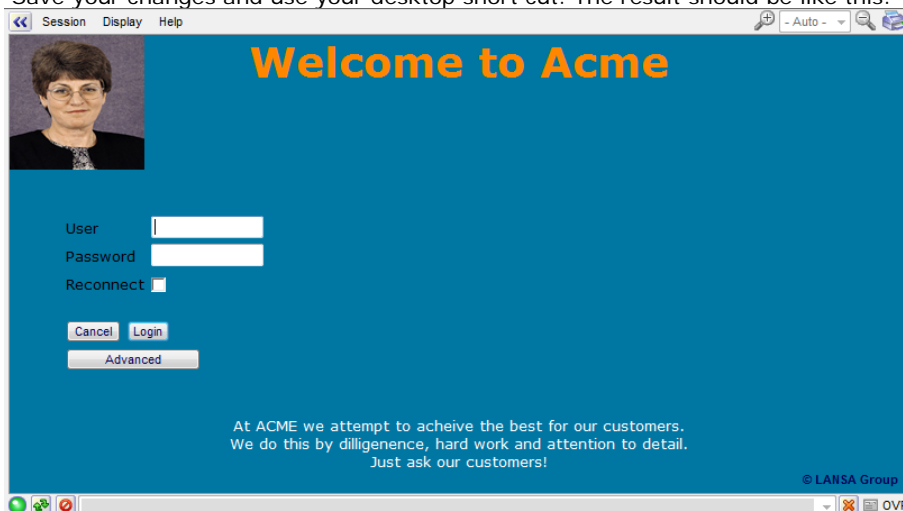 Save your changes and use your desktop short cut. The result should be like this:
Session Display Help
- Auto -
Welcome to Acme
User
Password
Reconnect
Cancel Login
Advanced
At ACME we attempt to acheive the best for our customers.
We do this by dilligenence, hard work and attention to detail.
Just ask our customers!
© LANSA Group
OVR